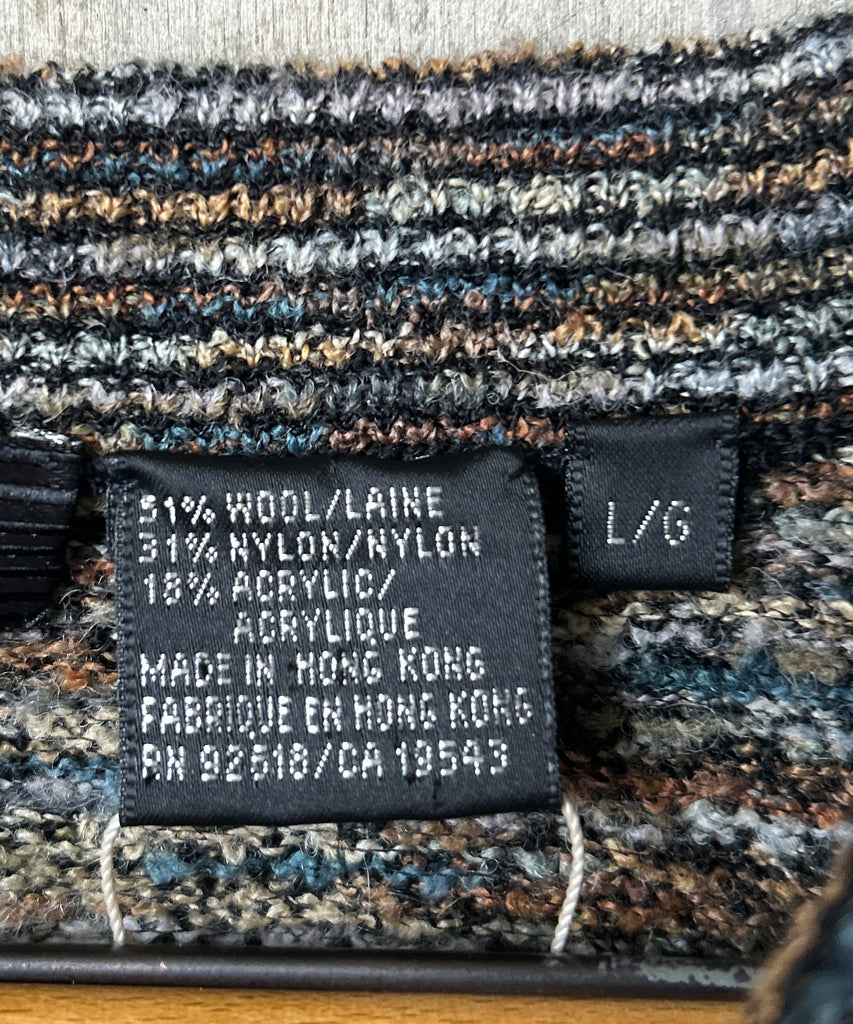 51% WOOL/LAINE
31% NYLON/NYLON
18% ACRYLIC/
ACRYLIQUE
MADE IN HONG KONG
FABRIQUE EN HONG KONG
RN 92618/CA 19543
L/G